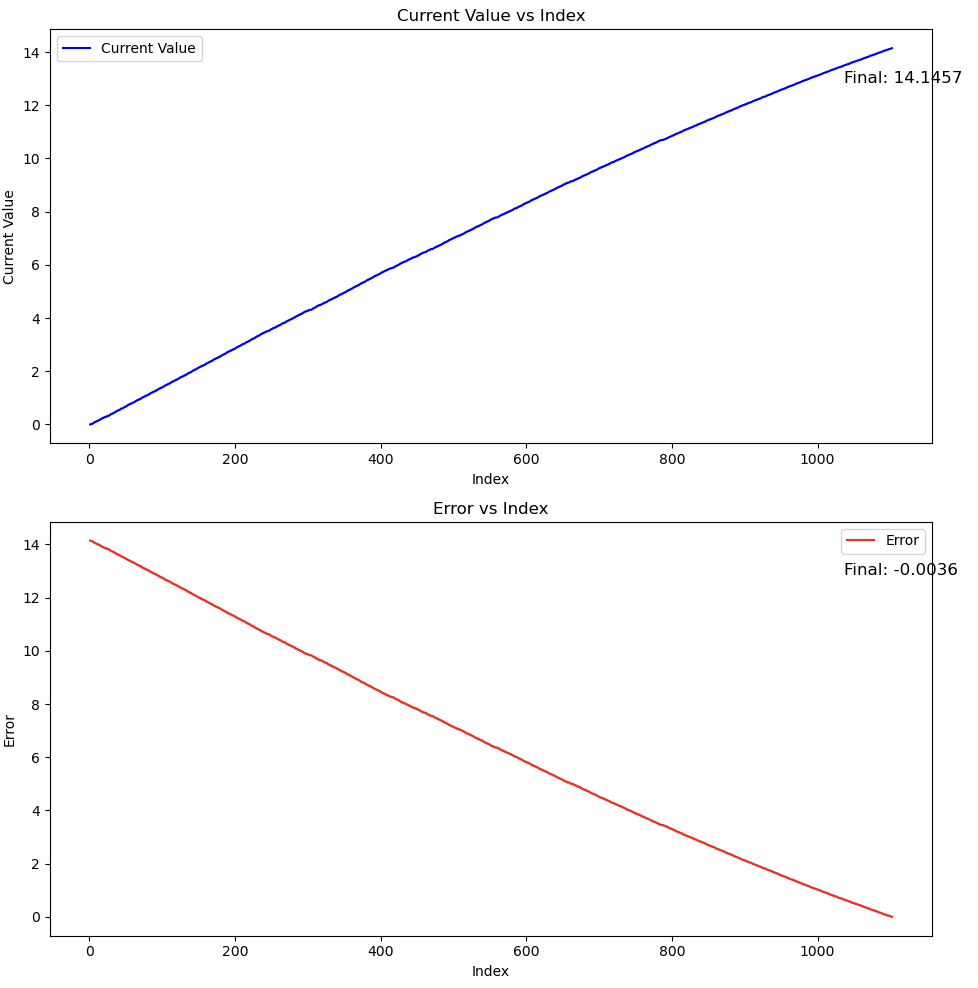 Current Value vs Index
Current Value
Final: 14.1457
14
12
10
8
6
4
2
0
Current Value
0 200 400 600 800 1000
Index
Error vs Index
Error
Final: -0.0036
14
12
10
8
6
4
2
0
Error
0 200 400 600 800 1000
Index